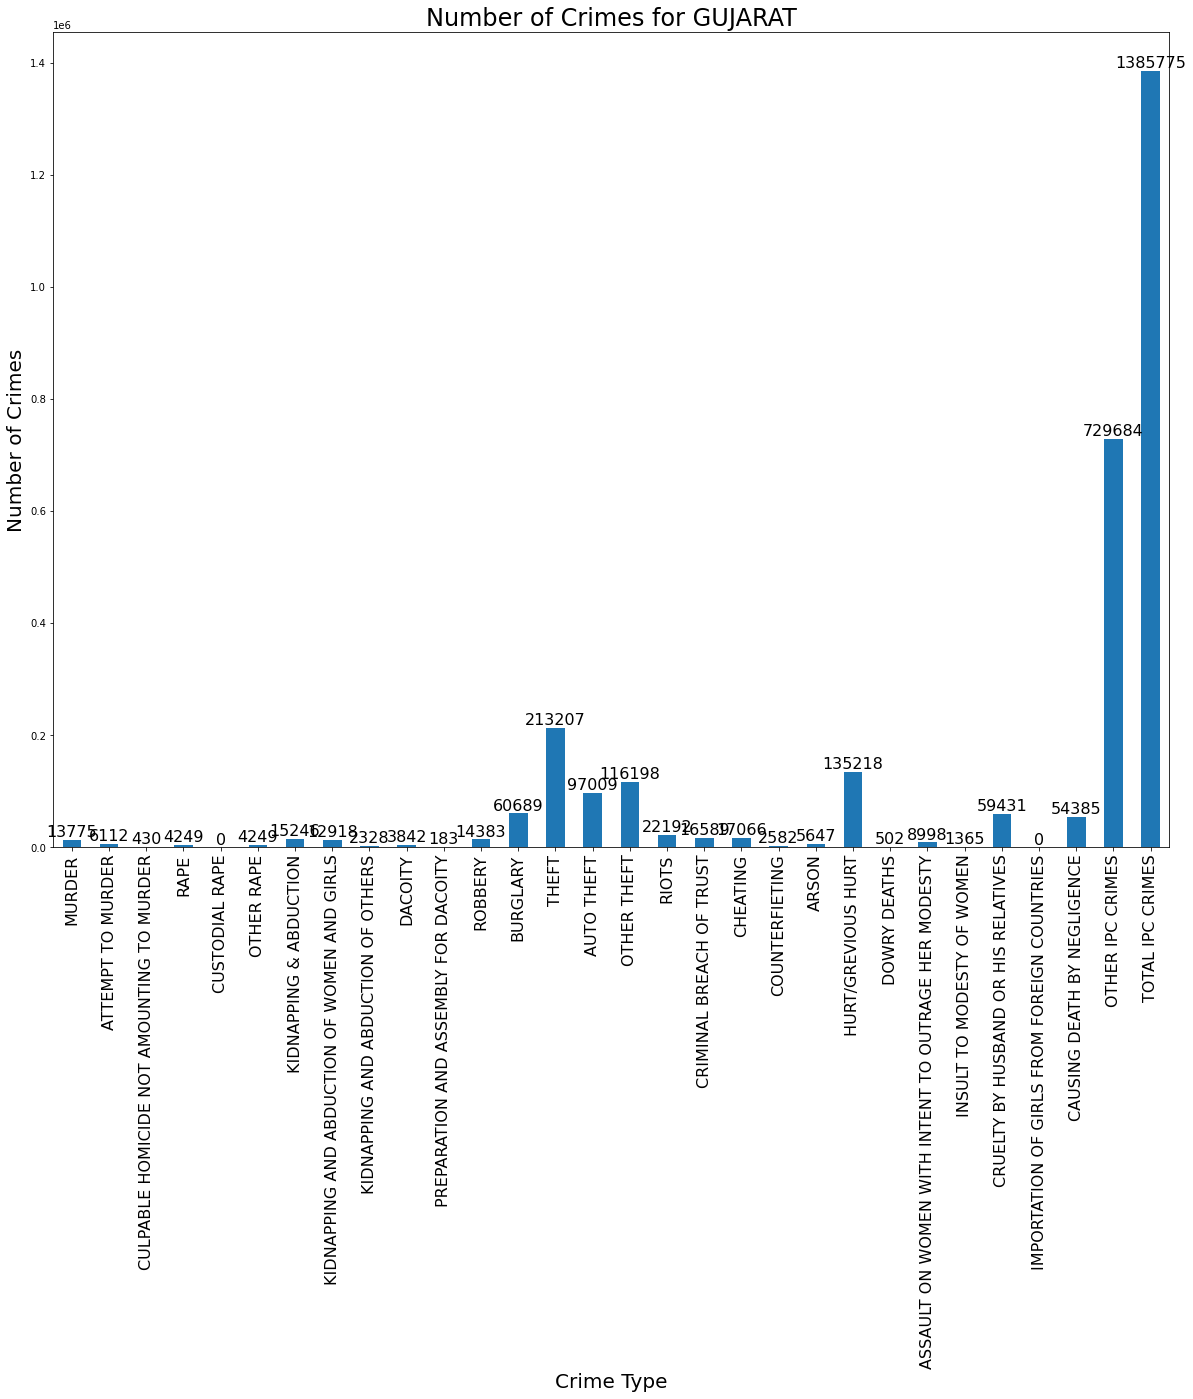 Number of Crimes for GUJARAT
1e6
1.4
1.2
1.0
0.8
0.6
0.4
0.2
0.0
Number of Crimes
13775
6112
430
4249
0
4249
15246
12918
2328
3842
183
14383
60689
213207
97009
116198
22192
16589
17066
2582
5647
135218
502
8998
1365
59431
0
54385
729684
1385775
MURDER
ATTEMPT TO MURDER
CULPABLE HOMICIDE NOT AMOUNTING TO MURDER
RAPE
CUSTODIAL RAPE
OTHER RAPE
KIDNAPPING & ABDUCTION
KIDNAPPING AND ABDUCTION OF WOMEN AND GIRLS
KIDNAPPING AND ABDUCTION OF OTHERS
DACOITY
PREPARATION AND ASSEMBLY FOR DACOITY
ROBBERY
BURGLARY
THEFT
AUTO THEFT
OTHER THEFT
RIOTS
CRIMINAL BREACH OF TRUST
CHEATING
COUNTERFIETING
ARSON
HURT/GREVIOUS HURT
DOWRY DEATHS
ASSAULT ON WOMEN WITH INTENT TO OUTRAGE HER MODESTY
INSULT TO MODESTY OF WOMEN
CRUELTY BY HUSBAND OR HIS RELATIVES
IMPORTATION OF GIRLS FROM FOREIGN COUNTRIES
CAUSING DEATH BY NEGLIGENCE
OTHER IPC CRIMES
TOTAL IPC CRIMES
Crime Type